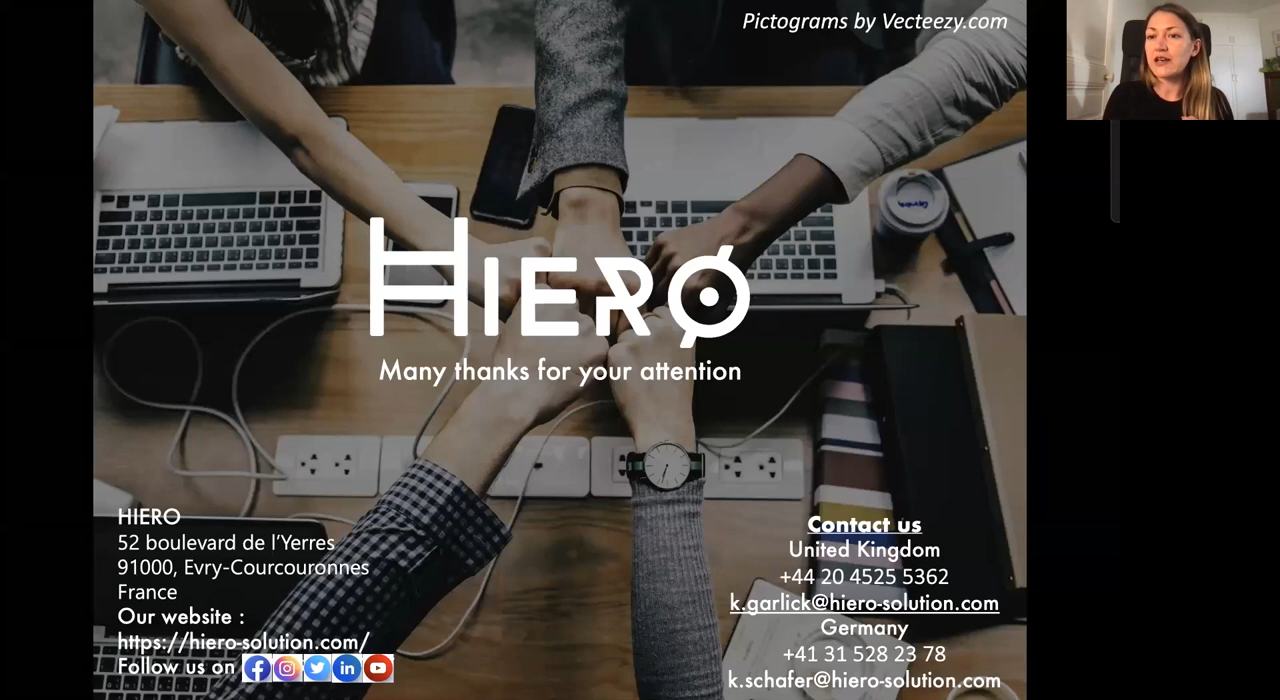 Pictograms by Vecteezy.com
HIERO
Many thanks for your attention
HIERO
52 boulevard de l'Yerres
91000, Evry-Courcouronnes
France
Our website :
https://hiero-solution.com/
Follow us on
Contact us
United Kingdom
+44 20 4525 5362
k.garlick@hiero-solution.com
Germany
+41 31 528 23 78
k.schafer@hiero-solution.com